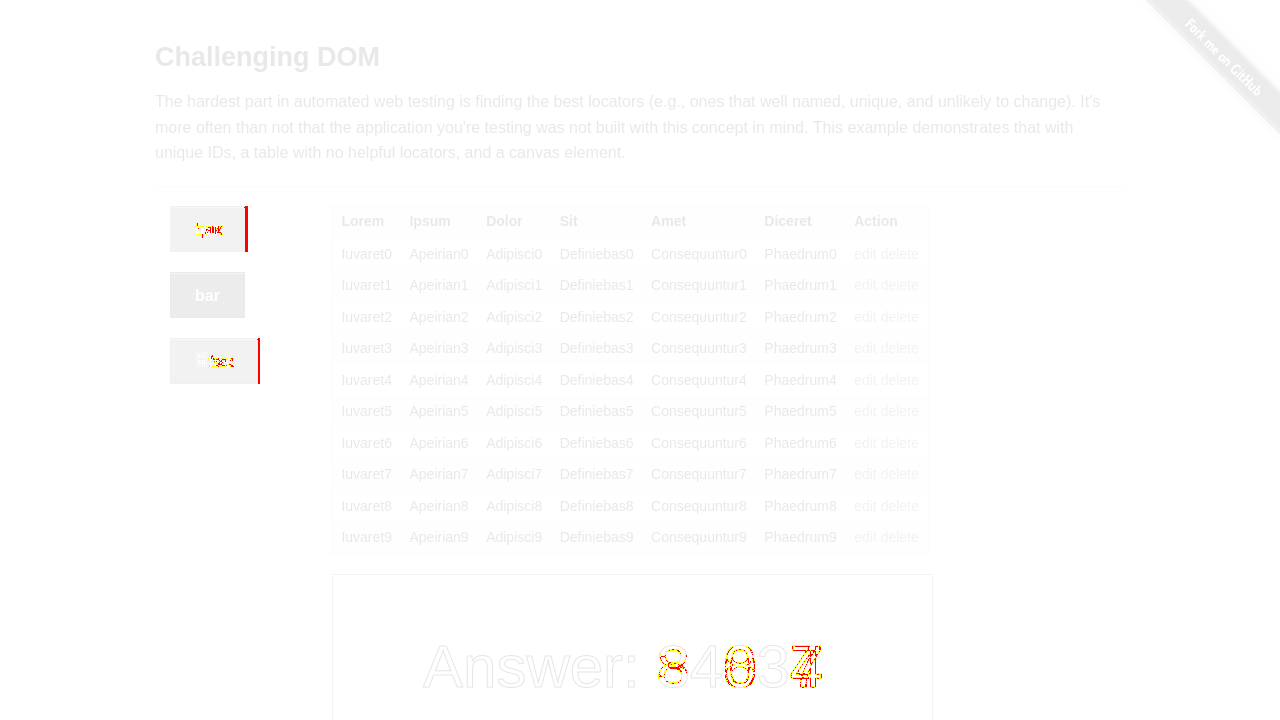 Fork me on GitHub
Challenging DOM
The hardest part in automated web testing is finding the best locators (e.g., ones that well named, unique, and unlikely to change). It's
more often than not that the application you're testing was not built with this concept in mind. This example demonstrates that with
unique IDs, a table with no helpful locators, and a canvas element.
bar
Lorem Ipsum Dolor Sit Amet Diceret Action
Iuvaret0 Apeirian0 Adipisci0 Definiebas0 Consequuntur0 Phaedrum0 edit delete
Iuvaret1 Apeirian1 Adipisci1 Definiebas1 Consequuntur1 Phaedrum1 edit delete
Iuvaret2 Apeirian2 Adipisci2 Definiebas2 Consequuntur2 Phaedrum2 edit delete
Iuvaret3 Apeirian3 Adipisci3 Definiebas3 Consequuntur3 Phaedrum3 edit delete
Iuvaret4 Apeirian4 Adipisci4 Definiebas4 Consequuntur4 Phaedrum4 edit delete
Iuvaret5 Apeirian5 Adipisci5 Definiebas5 Consequuntur5 Phaedrum5 edit delete
Iuvaret6 Apeirian6 Adipisci6 Definiebas6 Consequuntur6 Phaedrum6 edit delete
Iuvaret7 Apeirian7 Adipisci7 Definiebas7 Consequuntur7 Phaedrum7 edit delete
Iuvaret8 Apeirian8 Adipisci8 Definiebas8 Consequuntur8 Phaedrum8 edit delete
Iuvaret9 Apeirian9 Adipisci9 Definiebas9 Consequuntur9 Phaedrum9 edit delete
Answer: